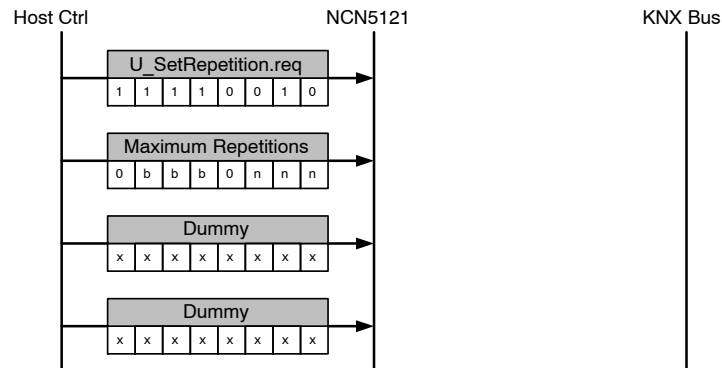 Host Ctrl NCN5121 KNX Bus
U_SetRepetition.req
1 1 1 1 0 0 1 0
Maximum Repetitions
0 b b b 0 n n n
Dummy
x x x x x x x x
Dummy
x x x x x x x x